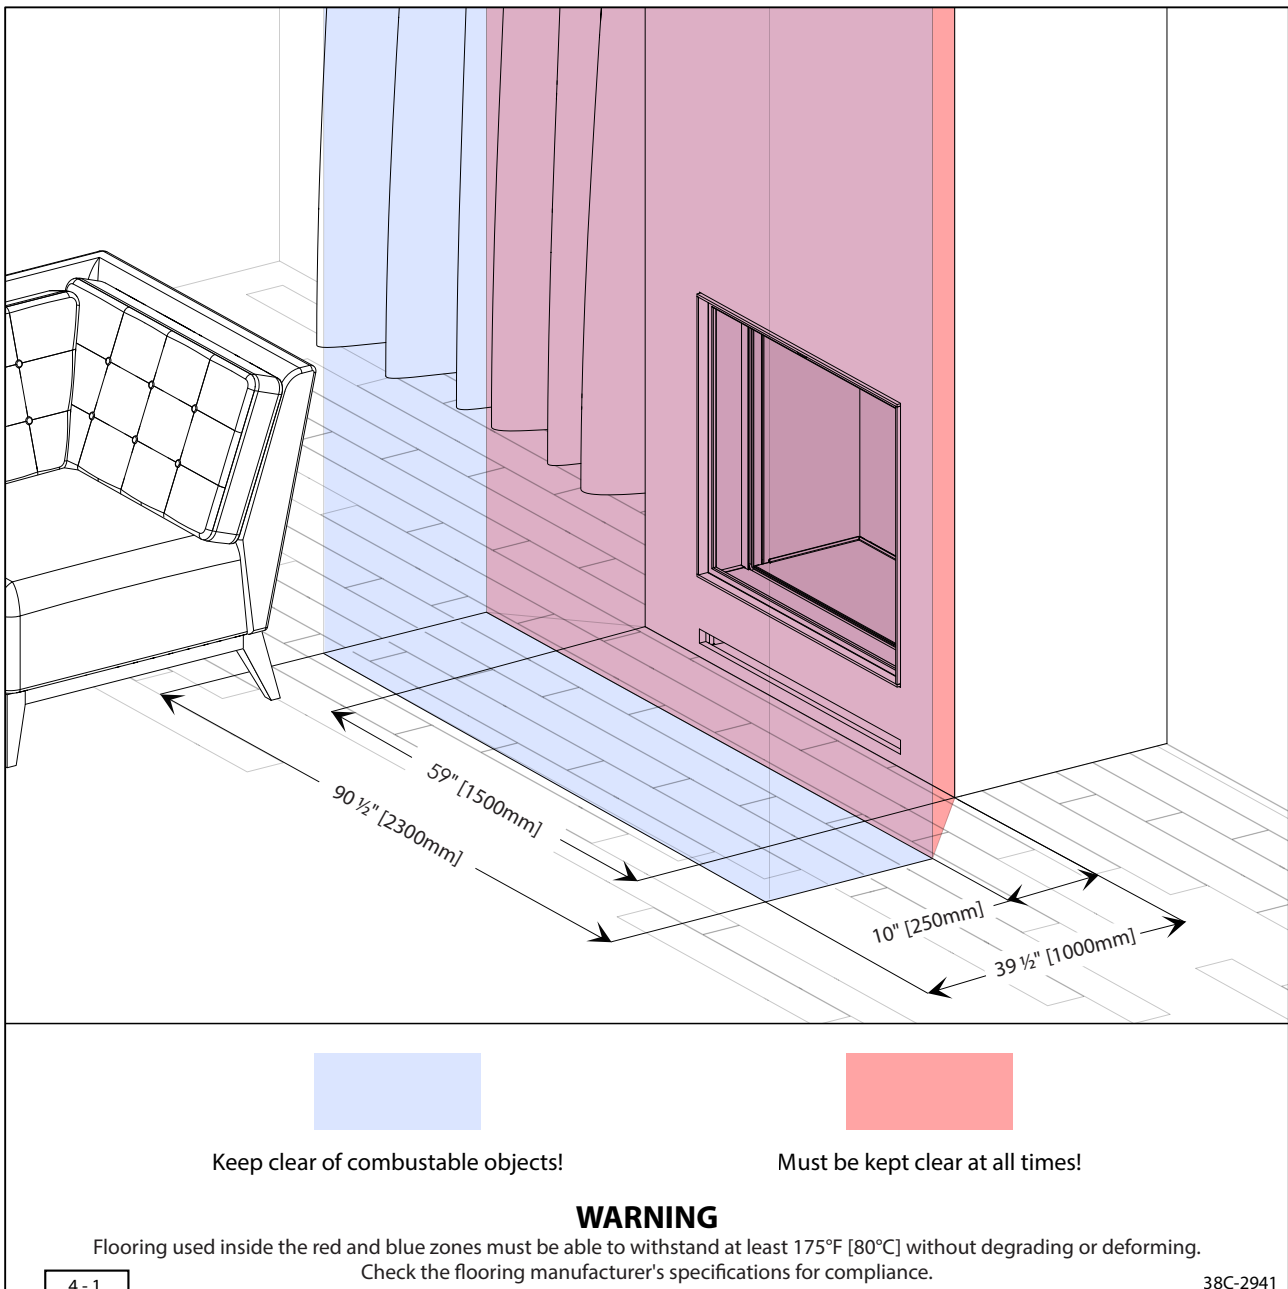 59" [1500mm]
90 ½" [2300mm]
10" [250mm]
39 ½" [1000mm]
Keep clear of combustable objects!
Must be kept clear at all times!
WARNING
Flooring used inside the red and blue zones must be able to withstand at least 175°F [80°C] without degrading or deforming.
Check the flooring manufacturer's specifications for compliance.
4 - 1
38C-2941